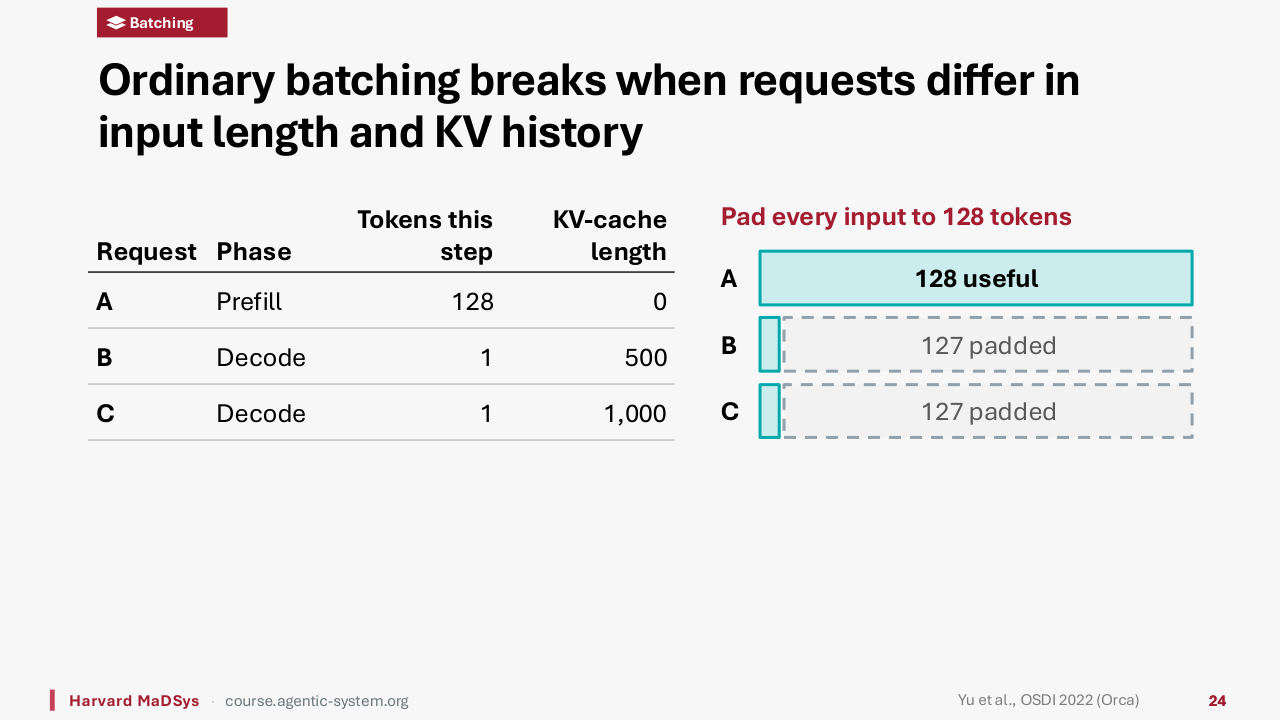 Batching
Ordinary batching breaks when requests differ in
input length and KV history
Request Phase Tokens this step KV-cache length
A Prefill 128 0
B Decode 1 500
C Decode 1 1,000
Pad every input to 128 tokens
A 128 useful
B 127 padded
C 127 padded
Harvard MaDSys · course.agentic-system.org
Yu et al., OSDI 2022 (Orca)
24